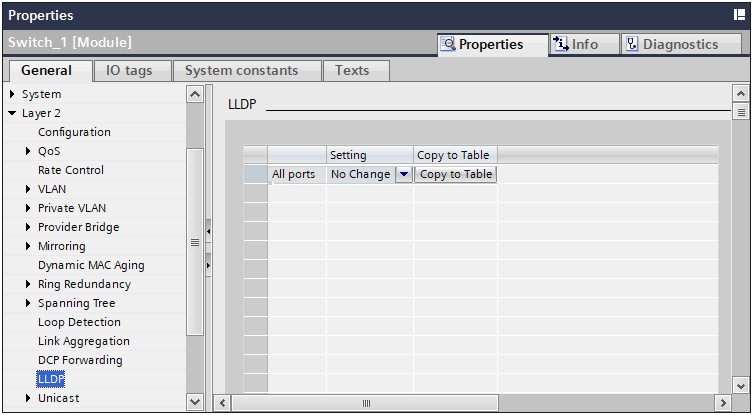 Properties
Switch_1 [Module]
Properties
Info
Diagnostics
General
IO tags
System constants
Texts
System
Layer 2
Configuration
QoS
Rate Control
VLAN
Private VLAN
Provider Bridge
Mirroring
Dynamic MAC Aging
Ring Redundancy
Spanning Tree
Loop Detection
Link Aggregation
DCP Forwarding
LLDP
Unicast
LLDP
Setting Copy to Table
All ports No Change Copy to Table